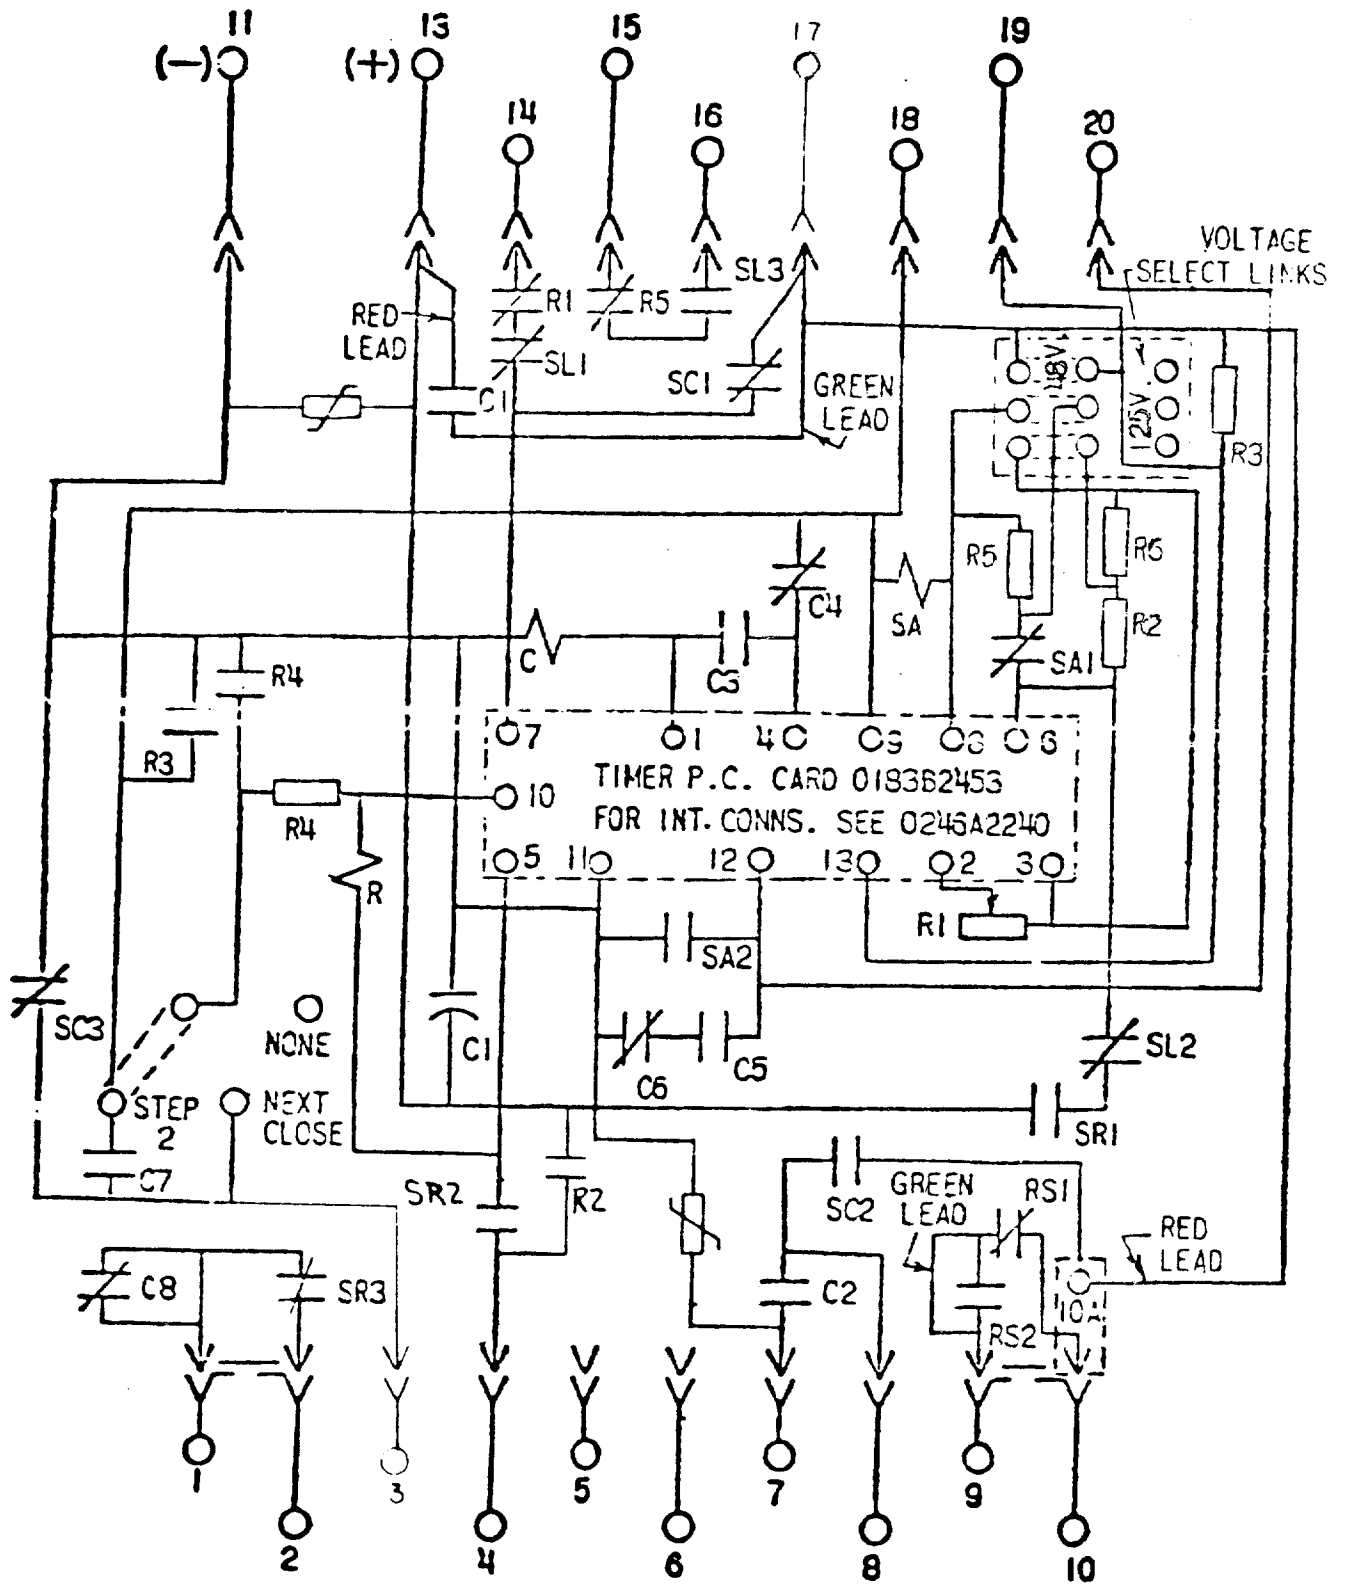 11
13
15
17
19
(−)
(+)
14
16
18
20
VOLTAGE
SELECT LINKS
SL3
R1
R5
RED
LEAD
SL1
48V
SC1
C1
GREEN
LEAD
125V.
R3
R5
R6
C4
SA
R2
C
SA1
C3
R4
R3
7
1
4
9
8
6
TIMER P.C. CARD 0183B2453
10
R4
FOR INT. CONNS. SEE 0246A2240
5
11
12
13
2
3
R
R1
SA2
SC3
NONE
C1
C6
C5
SL2
STEP
2
NEXT
CLOSE
SR1
C7
SR2
R2
SC2
GREEN
LEAD
RS1
RED
LEAD
C8
SR3
C2
10A
RS2
1
3
5
7
9
2
4
6
8
10